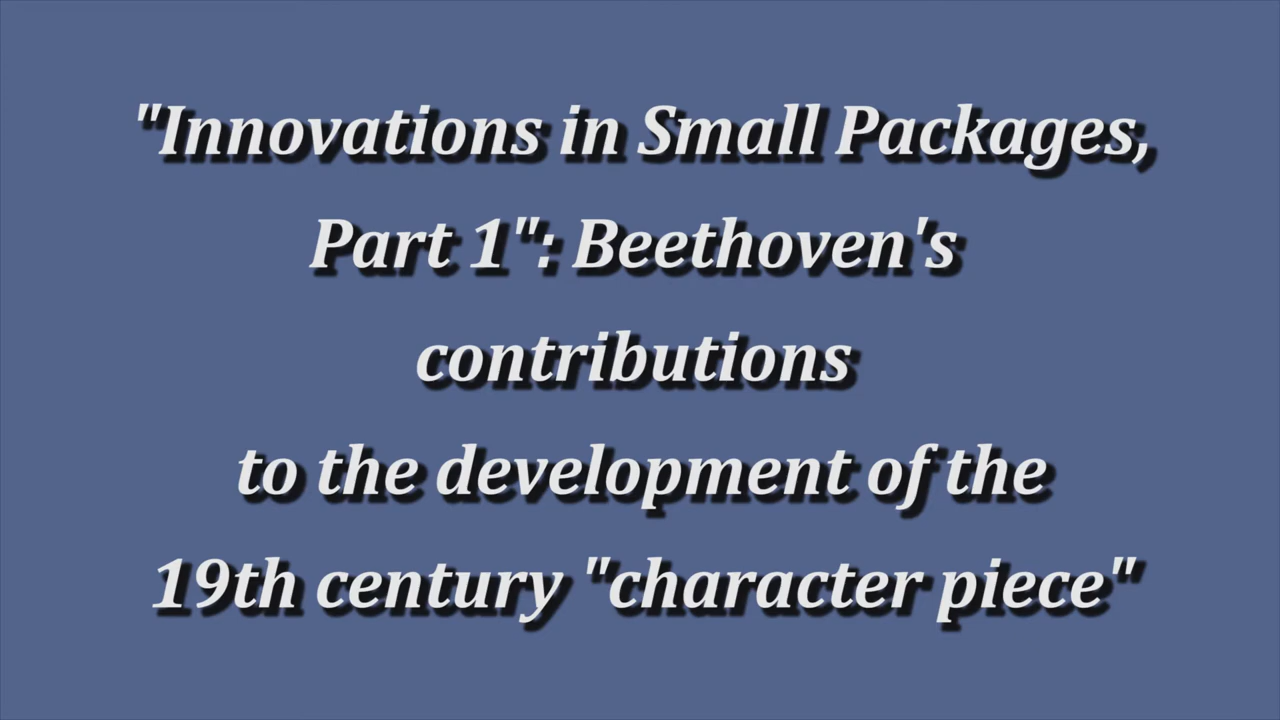 "Innovations in Small Packages,
Part 1": Beethoven's
contributions
to the development of the
19th century "character piece"